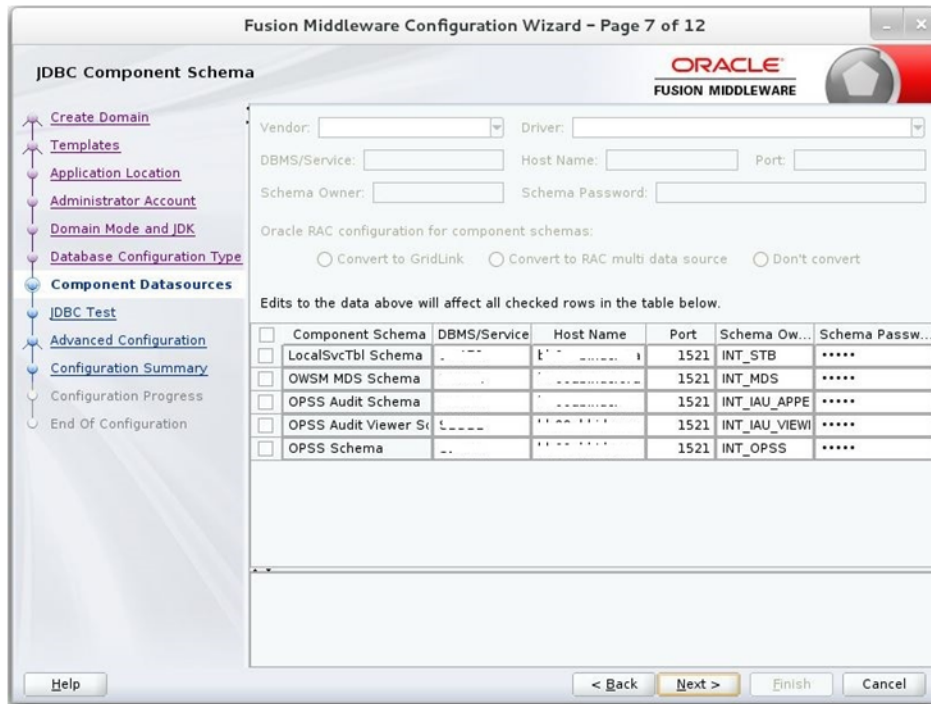 Fusion Middleware Configuration Wizard – Page 7 of 12
JDBC Component Schema
ORACLE
FUSION MIDDLEWARE
Create Domain
Templates
Application Location
Administrator Account
Domain Mode and JDK
Database Configuration Type
Component Datasources
JDBC Test
Advanced Configuration
Configuration Summary
Configuration Progress
End Of Configuration
Vendor: Driver:
DBMS/Service: Host Name: Port:
Schema Owner: Schema Password:
Oracle RAC configuration for component schemas:
Convert to GridLink Convert to RAC multi data source Don't convert
Edits to the data above will affect all checked rows in the table below.
Component Schema DBMS/Service Host Name Port Schema Ow... Schema Passw...
LocalSvcTbl Schema 1521 INT_STB •••••
OWSM MDS Schema 1521 INT_MDS •••••
OPSS Audit Schema 1521 INT_IAU_APPE •••••
OPSS Audit Viewer Sc 1521 INT_IAU_VIEWI •••••
OPSS Schema 1521 INT_OPSS •••••
Help < Back Next > Finish Cancel